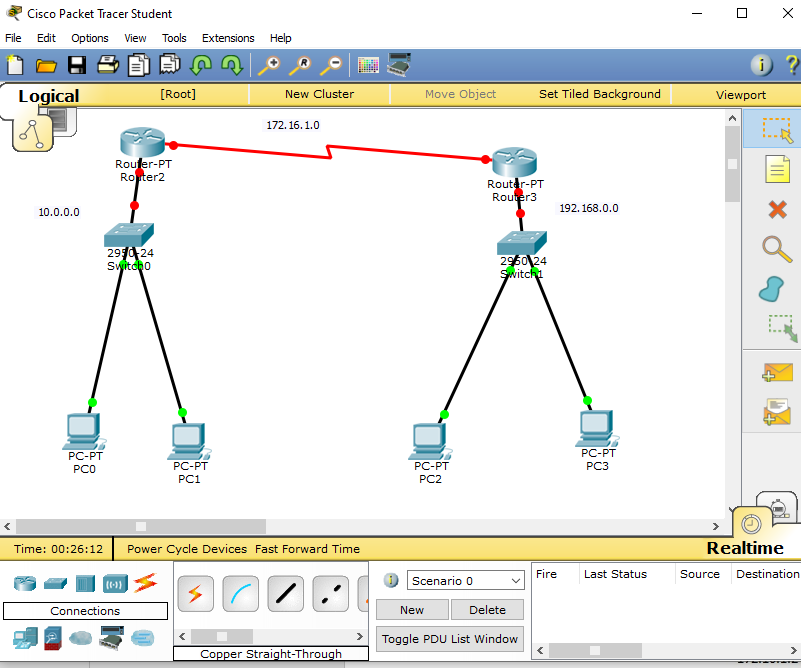 Cisco Packet Tracer Student
File Edit Options View Tools Extensions Help
Logical
[Root]
New Cluster
Move Object
Set Tiled Background
Viewport
172.16.1.0
Router-PT
Router2
Router-PT
Router3
10.0.0.0
192.168.0.0
2950-24
Switch0
2950-24
Switch1
PC-PT
PC0
PC-PT
PC1
PC-PT
PC2
PC-PT
PC3
Time: 00:26:12
Power Cycle Devices Fast Forward Time
Realtime
Scenario 0
Fire Last Status Source Destination
Connections
New
Delete
Toggle PDU List Window
Copper Straight-Through